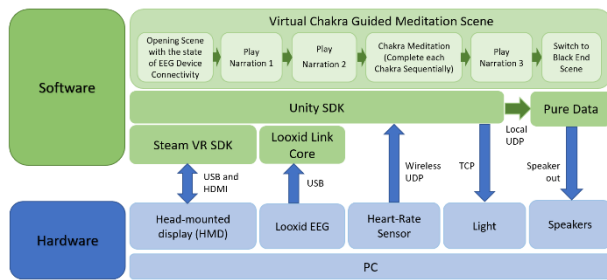 Virtual Chakra Guided Meditation Scene
Opening Scene
with the state
of EEG Device
Connectivity
Play
Narration 1
Play
Narration 2
Chakra Meditation
(Complete each
Chakra Sequentially)
Play
Narration 3
Switch to
Black End
Scene
Software
Unity SDK
Pure Data
Local
UDP
Steam VR SDK
Looxid Link
Core
USB and
HDMI
USB
Wireless
UDP
TCP
Speaker
out
Hardware
Head-mounted
display (HMD)
Looxid EEG
Heart-Rate
Sensor
Light
Speakers
PC